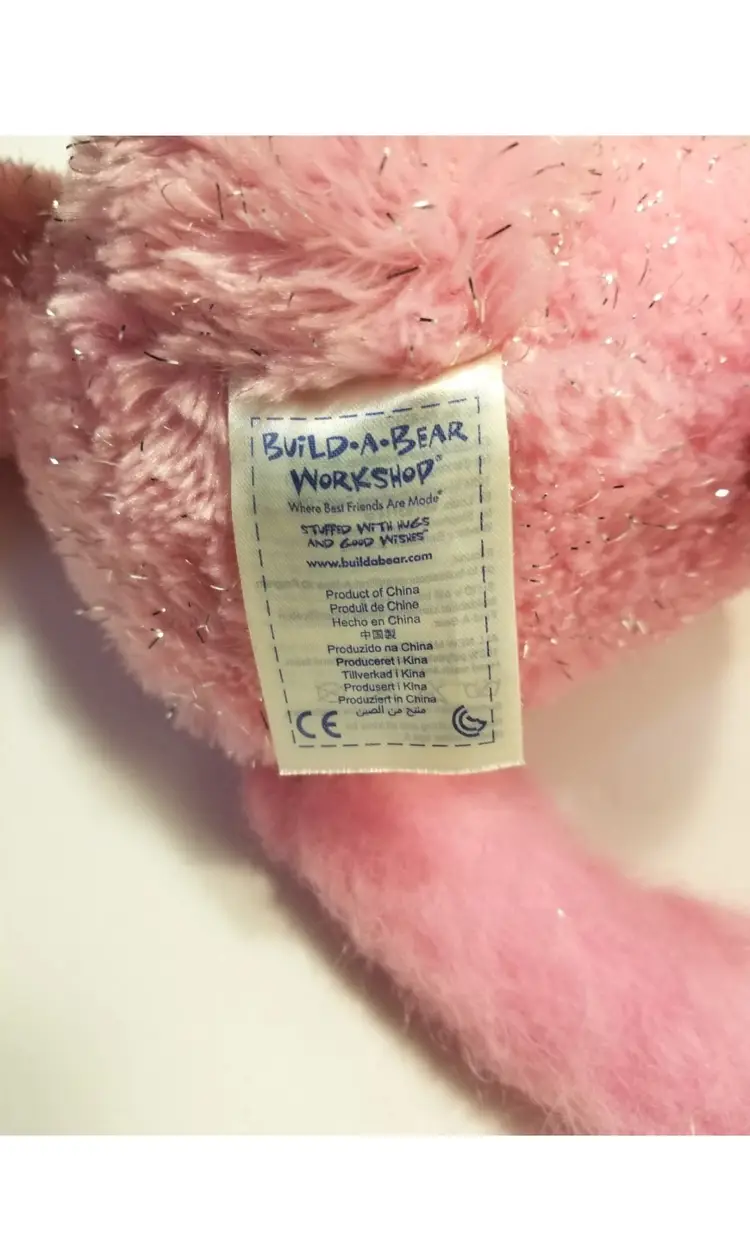 BUILD-A-BEAR
WORKSHOP®
Where Best Friends Are Made®
STUFFED WITH HUGS
AND GOOD WISHES™
www.buildabear.com
Product of China
Produit de Chine
Hecho en China
中国製
Produzido na China
Produceret i Kina
Tillverkad i Kina
Produsert i Kina
Produziert in China
منتج من الصين
CE